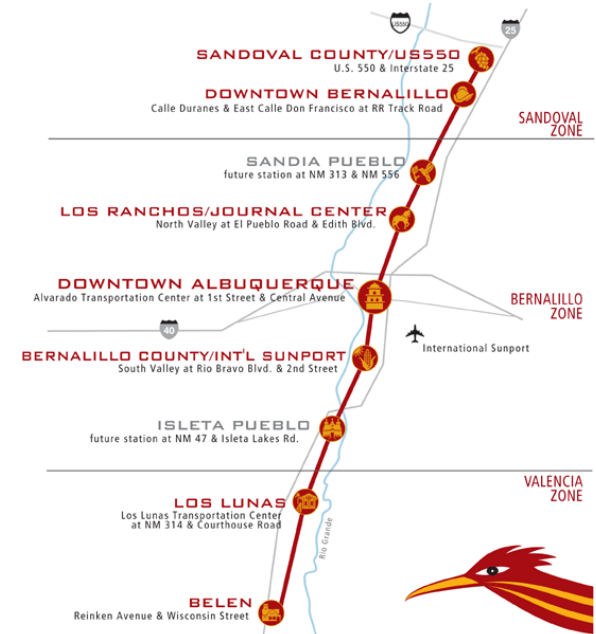 US550
25
SANDOVAL COUNTY/US550
U.S. 550 & Interstate 25
DOWNTOWN BERNALILLO
Calle Duranes & East Calle Don Francisco at RR Track Road
SANDOVAL
ZONE
SANDIA PUEBLO
future station at NM 313 & NM 556
LOS RANCHOS/JOURNAL CENTER
North Valley at El Pueblo Road & Edith Blvd.
DOWNTOWN ALBUQUERQUE
Alvarado Transportation Center at 1st Street & Central Avenue
BERNALILLO
ZONE
40
International Sunport
BERNALILLO COUNTY/INT'L SUNPORT
South Valley at Rio Bravo Blvd. & 2nd Street
ISLETA PUEBLO
future station at NM 47 & Isleta Lakes Rd.
VALENCIA
ZONE
LOS LUNAS
Los Lunas Transportation Center
at NM 314 & Courthouse Road
Rio Grande
BELEN
Reinken Avenue & Wisconsin Street